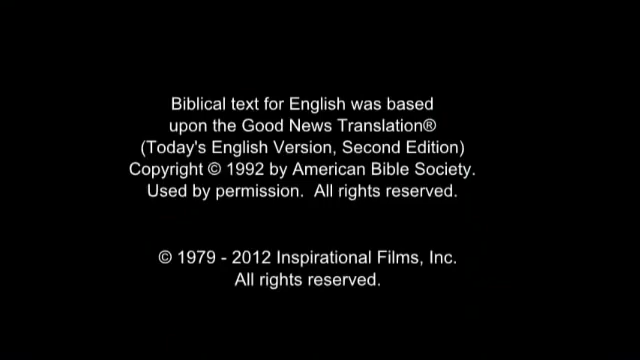 Biblical text for English was based
upon the Good News Translation®
(Today's English Version, Second Edition)
Copyright © 1992 by American Bible Society.
Used by permission.  All rights reserved.
© 1979 - 2012 Inspirational Films, Inc.
All rights reserved.